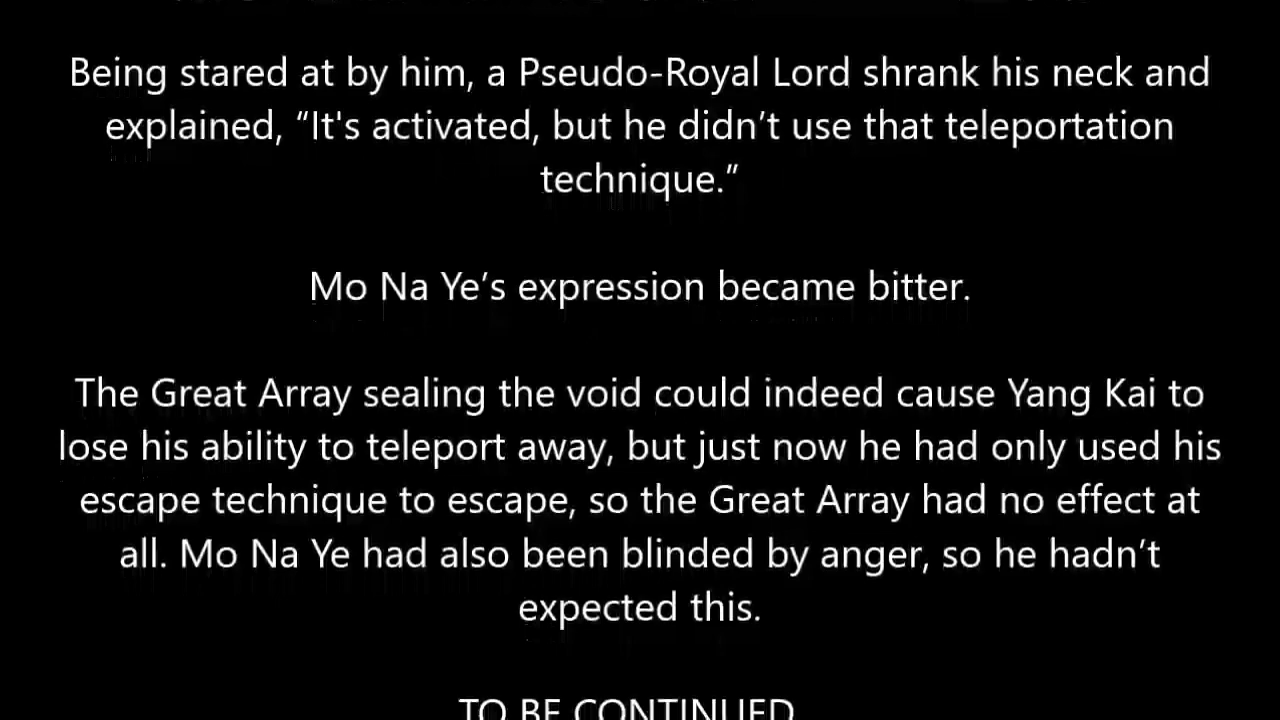 Being stared at by him, a Pseudo-Royal Lord shrank his neck and
explained, “It's activated, but he didn’t use that teleportation
technique.”
Mo Na Ye’s expression became bitter.
The Great Array sealing the void could indeed cause Yang Kai to
lose his ability to teleport away, but just now he had only used his
escape technique to escape, so the Great Array had no effect at
all. Mo Na Ye had also been blinded by anger, so he hadn’t
expected this.
TO BE CONTINUED